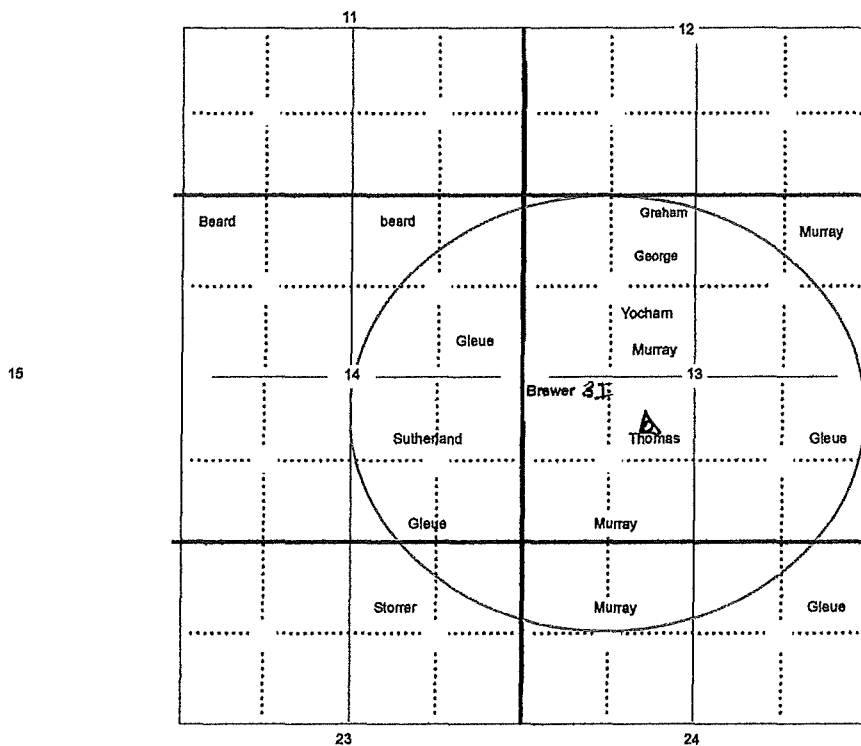 11 12
Beard beard Graham Murray
George
Yocham
Gleue Murray
15 14 13
Brewer
Sutherland Thomas Gleue
Gleue Murray
Storrer Murray Gleue
23 24